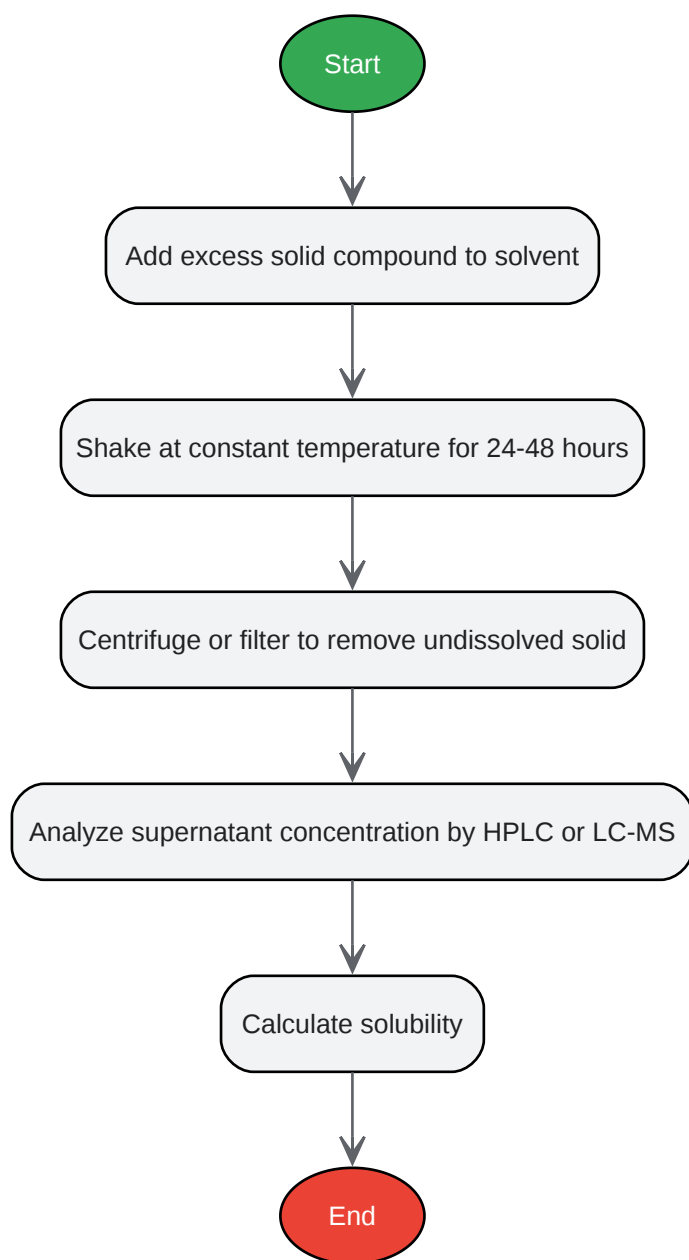 Start
Add excess solid compound to solvent
Shake at constant temperature for 24-48 hours
Centrifuge or filter to remove undissolved solid
Analyze supernatant concentration by HPLC or LC-MS
Calculate solubility
End